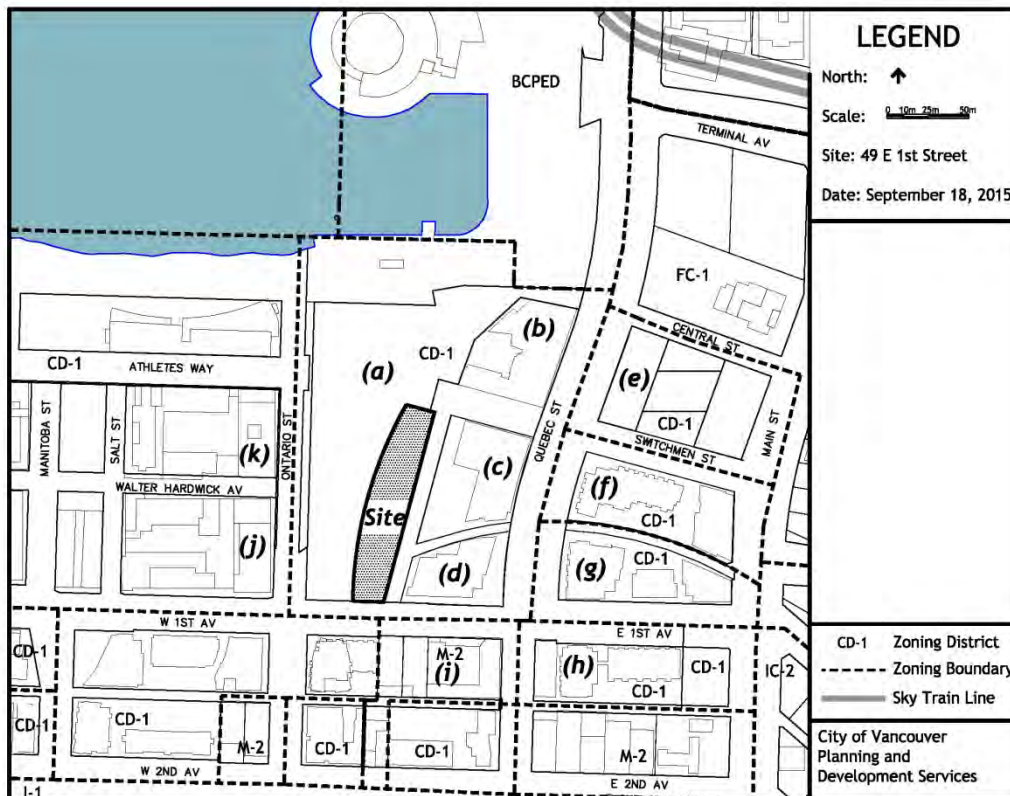 LEGEND
North:
Scale: 0 10m 25m 50m
Site: 49 E 1st Street
Date: September 18, 2015
BCPED
TERMINAL AV
FC-1
CENTRAL ST
(b)
(a)
CD-1
(e)
CD-1
ATHLETES WAY
CD-1
QUEBEC ST
MAIN ST
SWITCHMEN ST
MANITOBA ST
SALT ST
(k)
ONTARIO ST
(c)
(f)
WALTER HARDWICK AV
Site
CD-1
(j)
(d)
(g)
CD-1
W 1ST AV
E 1ST AV
CD-1
M-2
(i)
(h)
CD-1
CD-1
IC-2
CD-1
CD-1
M-2
CD-1
CD-1
M-2
W 2ND AV
E 2ND AV
I-1
CD-1 Zoning District
Zoning Boundary
Sky Train Line
City of Vancouver
Planning and
Development Services